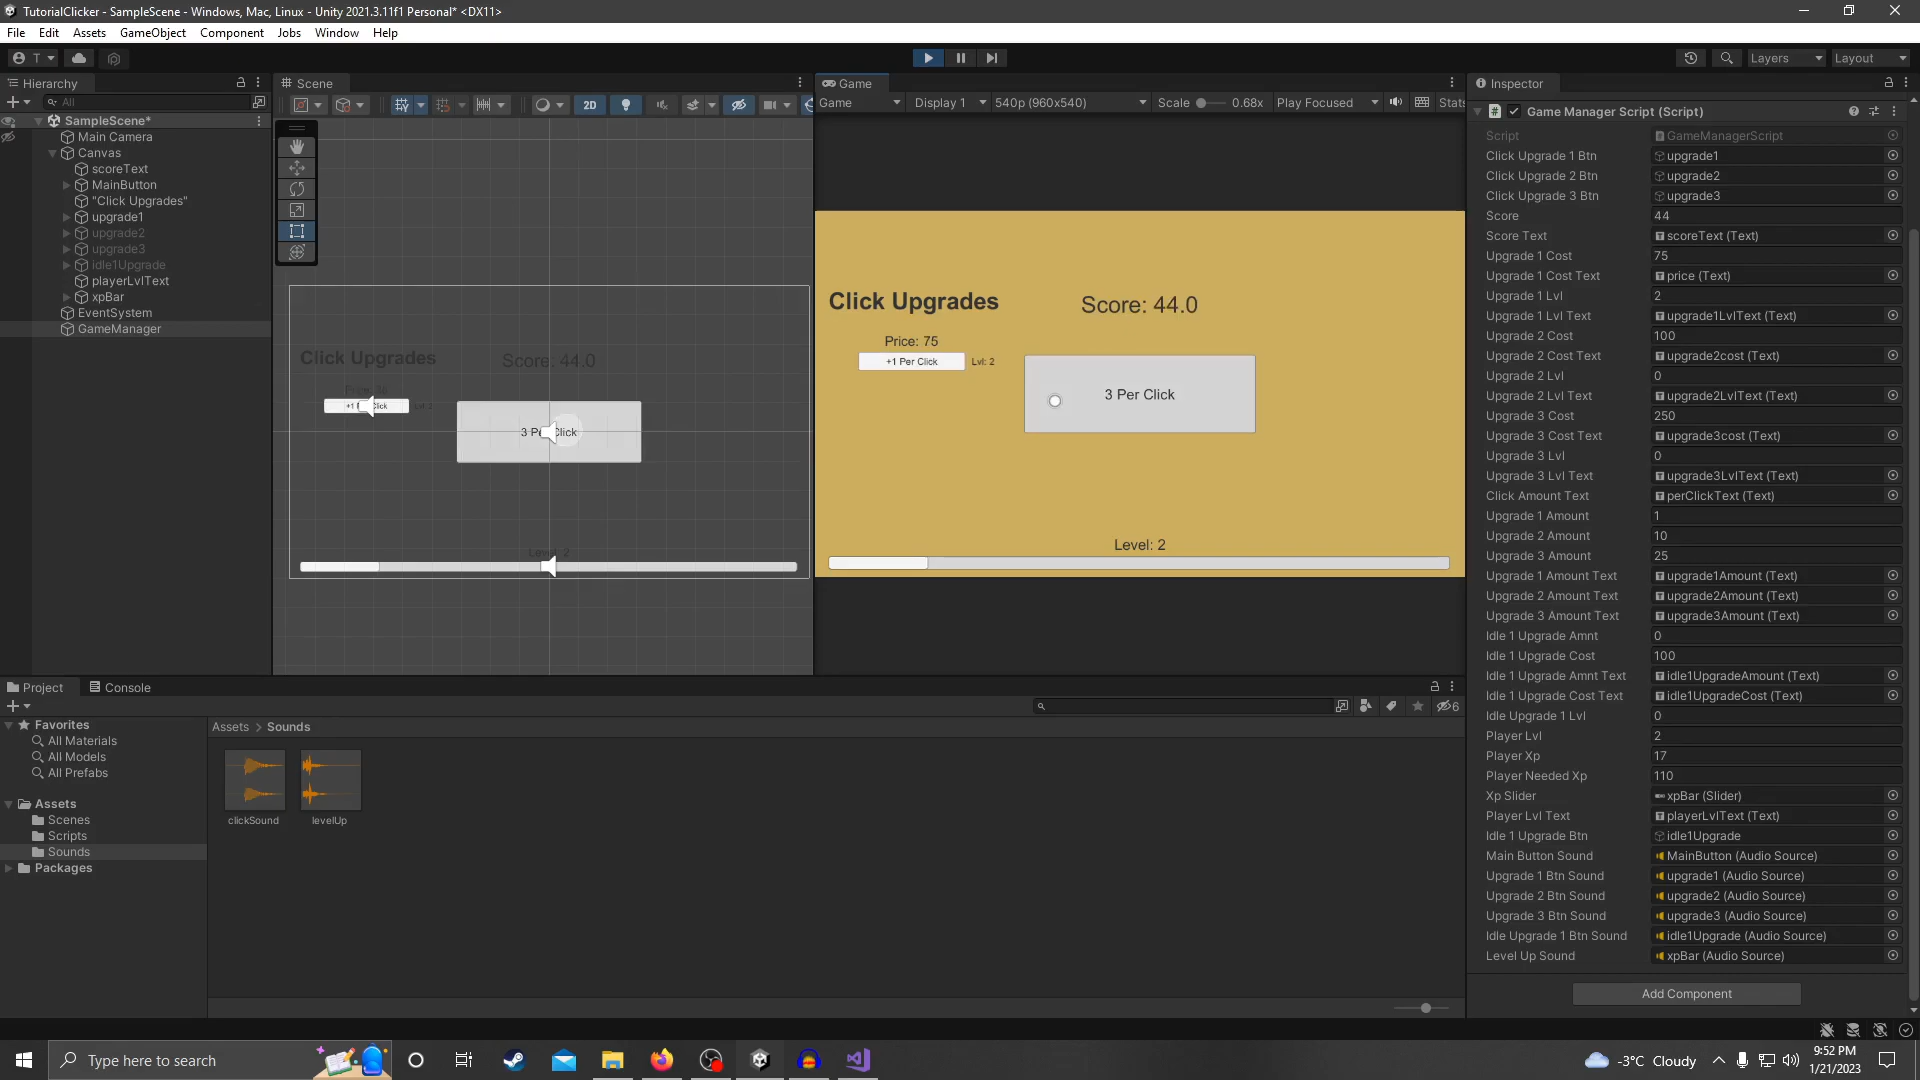 TutorialClicker - SampleScene - Windows, Mac, Linux - Unity 2021.3.11f1 Personal* <DX11>
File Edit Assets GameObject Component Jobs Window Help
T Layers Layout
Hierarchy
All
SampleScene*
Main Camera
Canvas
scoreText
MainButton
"Click Upgrades"
upgrade1
upgrade2
upgrade3
idle1Upgrade
playerLvlText
xpBar
EventSystem
GameManager
Scene
2D
Click Upgrades
Score: 44.0
3 Per Click
Level: 2
Game
Game Display 1 540p (960x540) Scale 0.68x Play Focused Stats
Click Upgrades
Score: 44.0
Price: 75
+1 Per Click Lvl: 2
3 Per Click
Level: 2
Inspector
Game Manager Script (Script)
Script GameManagerScript
Click Upgrade 1 Btn upgrade1
Click Upgrade 2 Btn upgrade2
Click Upgrade 3 Btn upgrade3
Score 44
Score Text scoreText (Text)
Upgrade 1 Cost 75
Upgrade 1 Cost Text price (Text)
Upgrade 1 Lvl 2
Upgrade 1 Lvl Text upgrade1LvlText (Text)
Upgrade 2 Cost 100
Upgrade 2 Cost Text upgrade2cost (Text)
Upgrade 2 Lvl 0
Upgrade 2 Lvl Text upgrade2LvlText (Text)
Upgrade 3 Cost 250
Upgrade 3 Cost Text upgrade3cost (Text)
Upgrade 3 Lvl 0
Upgrade 3 Lvl Text upgrade3LvlText (Text)
Click Amount Text perClickText (Text)
Upgrade 1 Amount 1
Upgrade 2 Amount 10
Upgrade 3 Amount 25
Upgrade 1 Amount Text upgrade1Amount (Text)
Upgrade 2 Amount Text upgrade2Amount (Text)
Upgrade 3 Amount Text upgrade3Amount (Text)
Idle 1 Upgrade Amnt 0
Idle 1 Upgrade Cost 100
Idle 1 Upgrade Amnt Text idle1UpgradeAmount (Text)
Idle 1 Upgrade Cost Text idle1UpgradeCost (Text)
Idle Upgrade 1 Lvl 0
Player Lvl 2
Player Xp 17
Player Needed Xp 110
Xp Slider xpBar (Slider)
Player Lvl Text playerLvlText (Text)
Idle 1 Upgrade Btn idle1Upgrade
Main Button Sound MainButton (Audio Source)
Upgrade 1 Btn Sound upgrade1 (Audio Source)
Upgrade 2 Btn Sound upgrade2 (Audio Source)
Upgrade 3 Btn Sound upgrade3 (Audio Source)
Idle Upgrade 1 Btn Sound idle1Upgrade (Audio Source)
Level Up Sound xpBar (Audio Source)
Add Component
Project Console
6
Favorites
All Materials
All Models
All Prefabs
Assets
Scenes
Scripts
Sounds
Packages
Assets > Sounds
clickSound levelUp
Type here to search
-3°C Cloudy
9:52 PM
1/21/2023